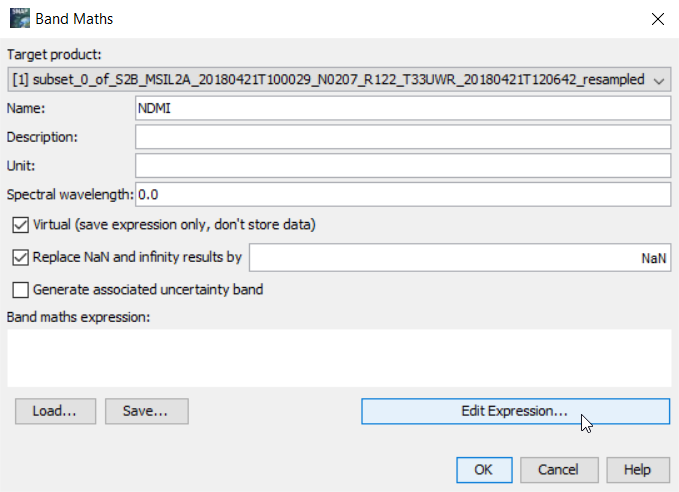 SNAP
Band Maths
Target product:
[1] subset_0_of_S2B_MSIL2A_20180421T100029_N0207_R122_T33UWR_20180421T120642_resampled
Name: NDMI
Description:
Unit:
Spectral wavelength: 0.0
Virtual (save expression only, don't store data)
Replace NaN and infinity results by NaN
Generate associated uncertainty band
Band maths expression:
Load... Save... Edit Expression...
OK Cancel Help